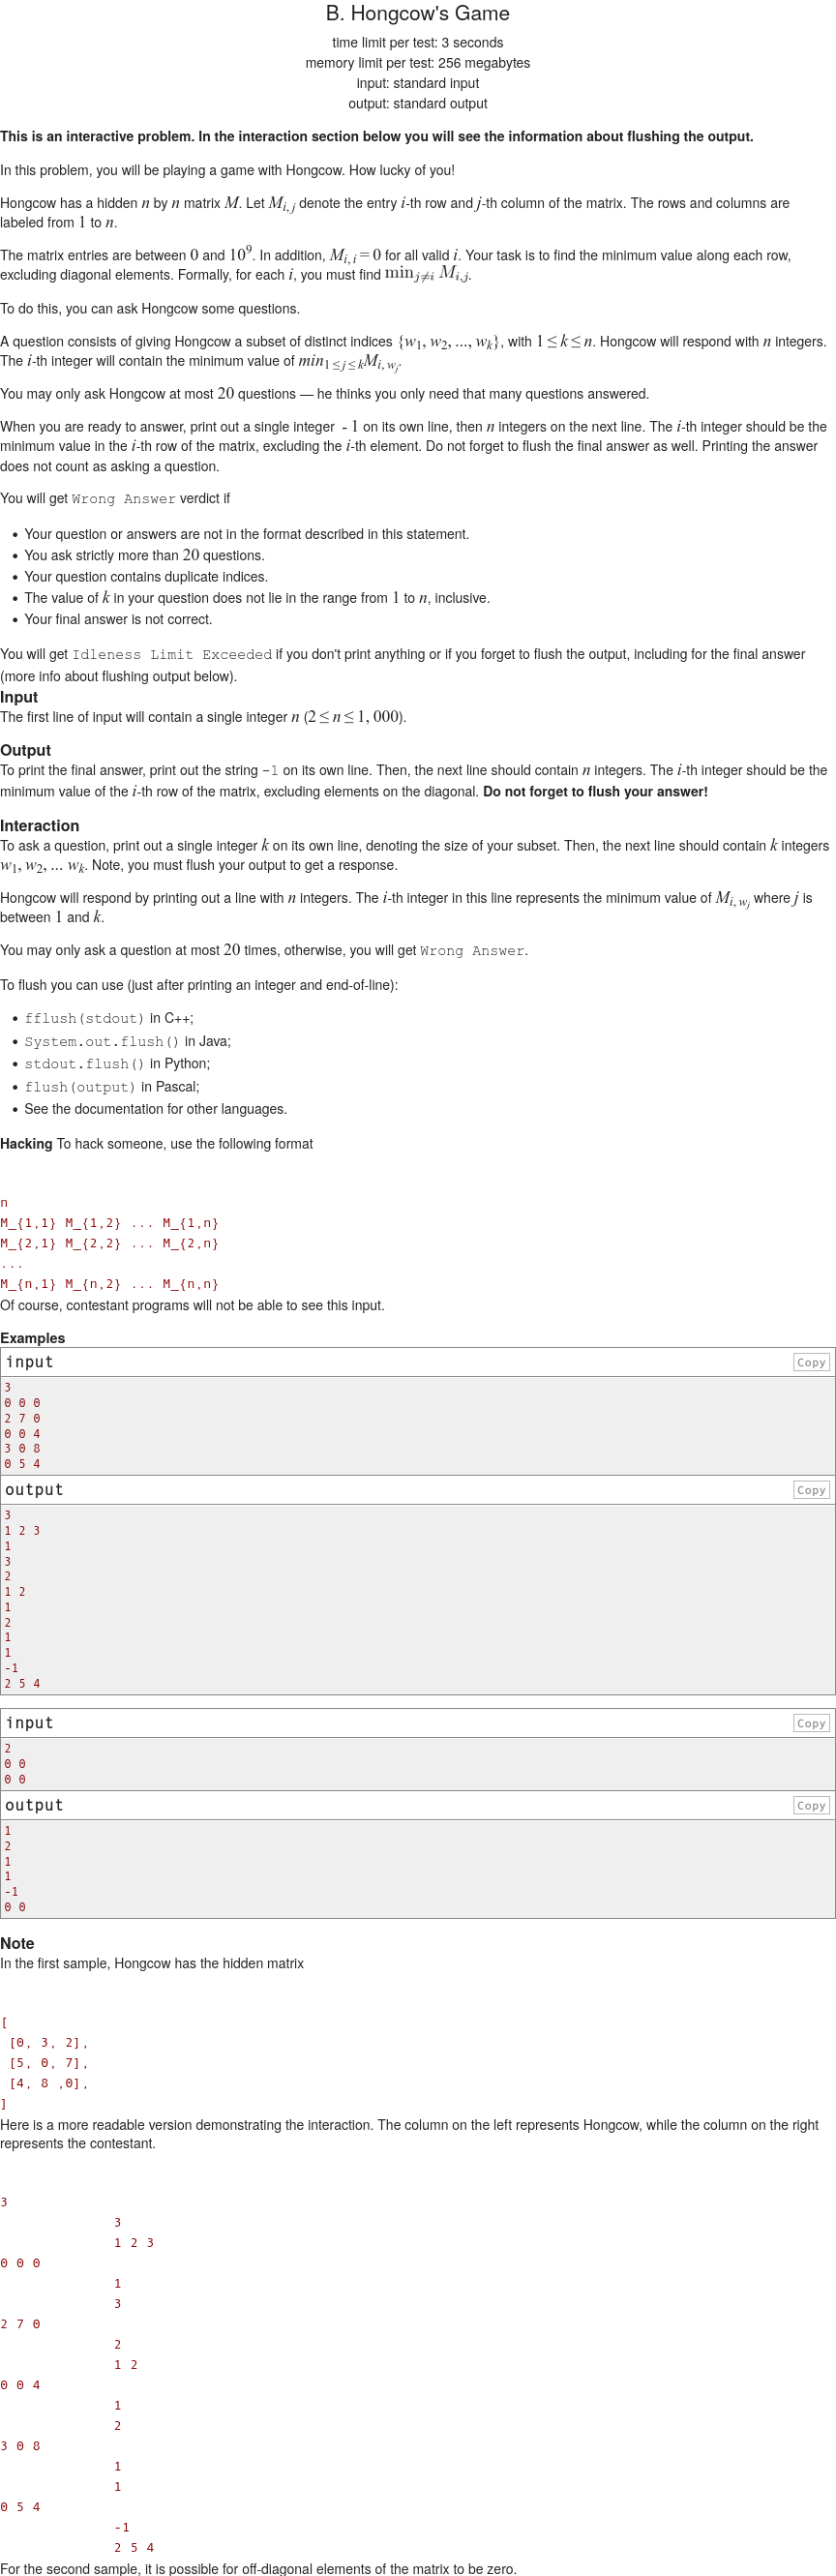 B. Hongcow's Game
time limit per test: 3 seconds
memory limit per test: 256 megabytes
input: standard input
output: standard output
This is an interactive problem. In the interaction section below you will see the information about flushing the output.
In this problem, you will be playing a game with Hongcow. How lucky of you!
Hongcow has a hidden n by n matrix M. Let M_{i, j} denote the entry i-th row and j-th column of the matrix. The rows and columns are
labeled from 1 to n.
The matrix entries are between 0 and 10^9. In addition, M_{i, i} = 0 for all valid i. Your task is to find the minimum value along each row,
excluding diagonal elements. Formally, for each i, you must find min_{j≠i} M_{i,j}.
To do this, you can ask Hongcow some questions.
A question consists of giving Hongcow a subset of distinct indices {w_1, w_2, ..., w_k}, with 1 ≤ k ≤ n. Hongcow will respond with n integers.
The i-th integer will contain the minimum value of min_{1 ≤ j ≤ k}M_{i, w_j}.
You may only ask Hongcow at most 20 questions — he thinks you only need that many questions answered.
When you are ready to answer, print out a single integer - 1 on its own line, then n integers on the next line. The i-th integer should be the
minimum value in the i-th row of the matrix, excluding the i-th element. Do not forget to flush the final answer as well. Printing the answer
does not count as asking a question.
You will get Wrong Answer verdict if
• Your question or answers are not in the format described in this statement.
• You ask strictly more than 20 questions.
• Your question contains duplicate indices.
• The value of k in your question does not lie in the range from 1 to n, inclusive.
• Your final answer is not correct.
You will get Idleness Limit Exceeded if you don't print anything or if you forget to flush the output, including for the final answer
(more info about flushing output below).
Input
The first line of input will contain a single integer n (2 ≤ n ≤ 1, 000).
Output
To print the final answer, print out the string -1 on its own line. Then, the next line should contain n integers. The i-th integer should be the
minimum value of the i-th row of the matrix, excluding elements on the diagonal. Do not forget to flush your answer!
Interaction
To ask a question, print out a single integer k on its own line, denoting the size of your subset. Then, the next line should contain k integers
w_1, w_2, ... w_k. Note, you must flush your output to get a response.
Hongcow will respond by printing out a line with n integers. The i-th integer in this line represents the minimum value of M_{i, w_j} where j is
between 1 and k.
You may only ask a question at most 20 times, otherwise, you will get Wrong Answer.
To flush you can use (just after printing an integer and end-of-line):
• fflush(stdout) in C++;
• System.out.flush() in Java;
• stdout.flush() in Python;
• flush(output) in Pascal;
• See the documentation for other languages.
Hacking To hack someone, use the following format
n
M_{1,1} M_{1,2} ... M_{1,n}
M_{2,1} M_{2,2} ... M_{2,n}
...
M_{n,1} M_{n,2} ... M_{n,n}
Of course, contestant programs will not be able to see this input.
Examples
input Copy
3
0 0 0
2 7 0
0 0 4
3 0 8
0 5 4
output Copy
3
1 2 3
1
3
2
1 2
1
2
1
1
-1
2 5 4
input Copy
2
0 0
0 0
output Copy
1
2
1
1
-1
0 0
Note
In the first sample, Hongcow has the hidden matrix
[
[0, 3, 2],
[5, 0, 7],
[4, 8 ,0],
]
Here is a more readable version demonstrating the interaction. The column on the left represents Hongcow, while the column on the right
represents the contestant.
3
3
1 2 3
0 0 0
1
3
2 7 0
2
1 2
0 0 4
1
2
3 0 8
1
1
0 5 4
-1
2 5 4
For the second sample, it is possible for off-diagonal elements of the matrix to be zero.